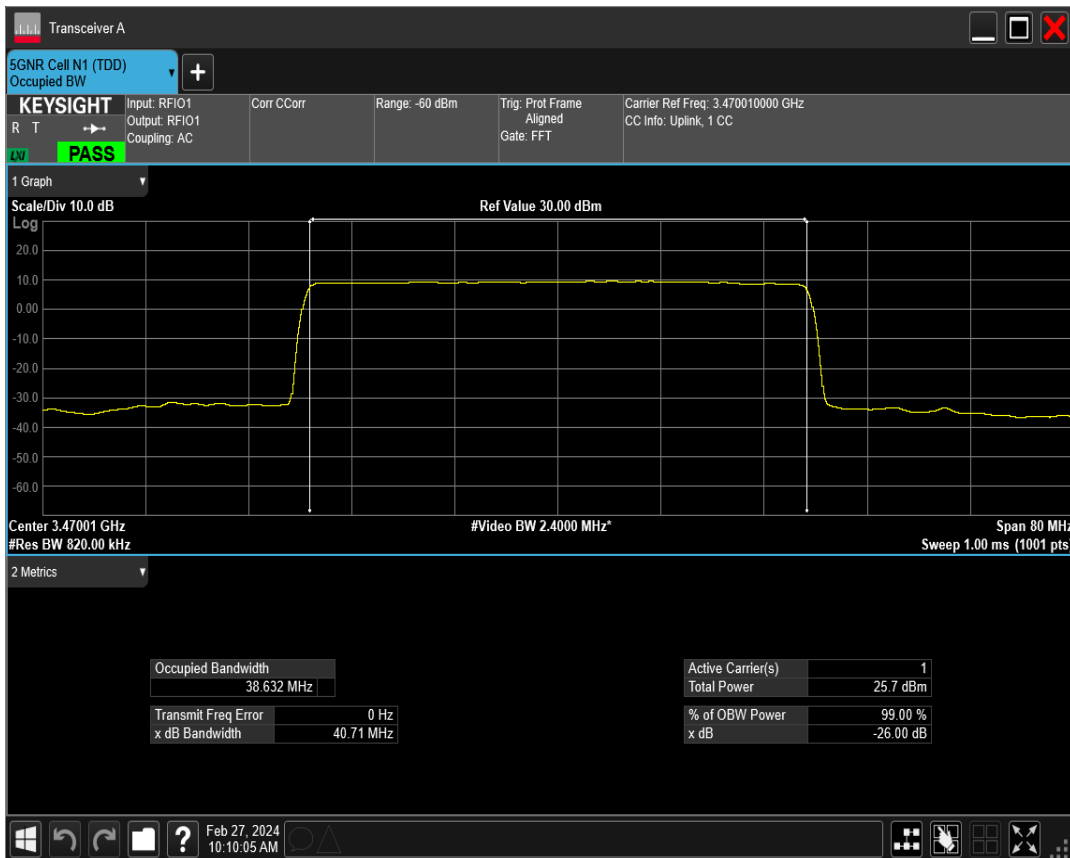 Transceiver A
5GNR Cell N1 (TDD)
Occupied BW
+
KEYSIGHT
R T
LXI
PASS
Input: RFIO1
Output: RFIO1
Coupling: AC
Corr CCorr
Range: -60 dBm
Trig: Prot Frame
Aligned
Gate: FFT
Carrier Ref Freq: 3.470010000 GHz
CC Info: Uplink, 1 CC
1 Graph
Scale/Div 10.0 dB
Ref Value 30.00 dBm
Log
20.0
10.0
0.00
-10.0
-20.0
-30.0
-40.0
-50.0
-60.0
Center 3.47001 GHz
#Video BW 2.4000 MHz*
Span 80 MHz
#Res BW 820.00 kHz
Sweep 1.00 ms (1001 pts)
2 Metrics
Occupied Bandwidth
38.632 MHz
Transmit Freq Error 0 Hz
x dB Bandwidth 40.71 MHz
Active Carrier(s) 1
Total Power 25.7 dBm
% of OBW Power 99.00 %
x dB -26.00 dB
?
Feb 27, 2024
10:10:05 AM